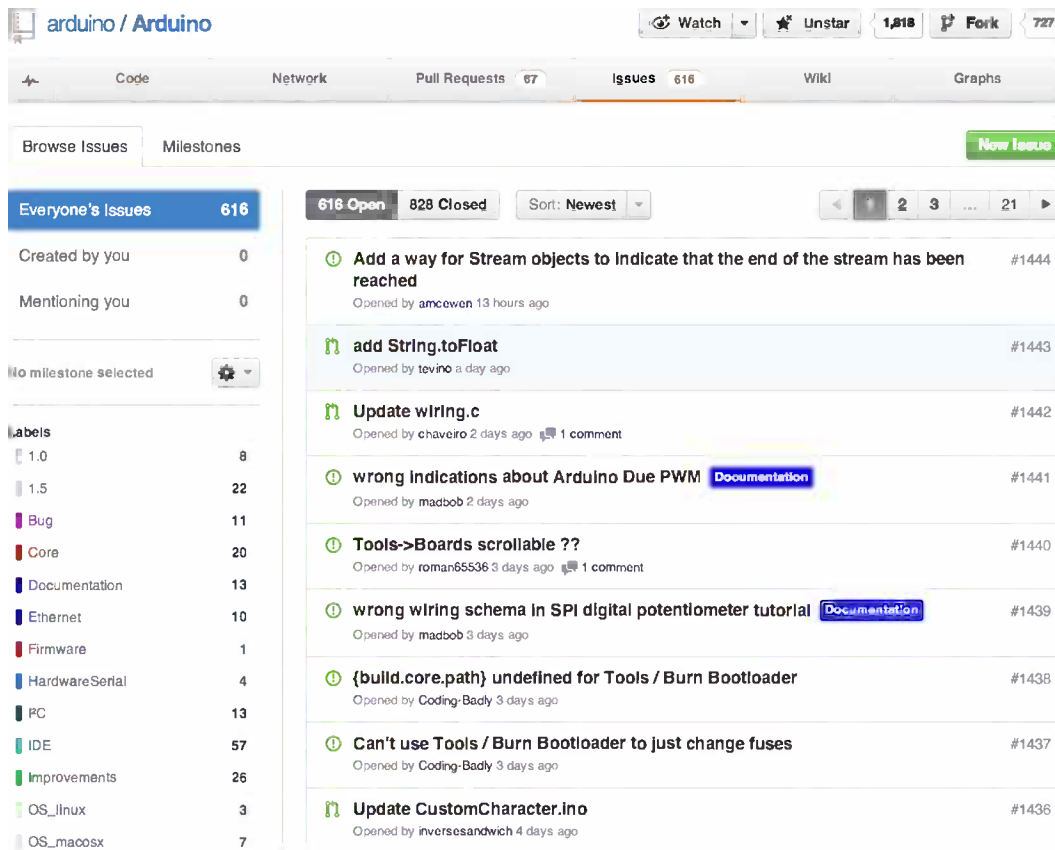 arduino / Arduino
Watch
Unstar
1,818
Fork
727
Code
Network
Pull Requests 67
Issues 616
Wiki
Graphs
Browse Issues
Milestones
New Issue
Everyone's Issues 616
Created by you 0
Mentioning you 0
No milestone selected
Labels
1.0 8
1.5 22
Bug 11
Core 20
Documentation 13
Ethernet 10
Firmware 1
HardwareSerial 4
I²C 13
IDE 57
Improvements 26
OS_linux 3
OS_macosx 7
616 Open
828 Closed
Sort: Newest
1 2 3 ... 21
Add a way for Stream objects to indicate that the end of the stream has been #1444
reached
Opened by amcewen 13 hours ago
add String.toFloat #1443
Opened by tevino a day ago
Update wiring.c #1442
Opened by chaveiro 2 days ago 1 comment
wrong indications about Arduino Due PWM Documentation #1441
Opened by madbob 2 days ago
Tools->Boards scrollable ?? #1440
Opened by roman65536 3 days ago 1 comment
wrong wiring schema in SPI digital potentiometer tutorial Documentation #1439
Opened by madbob 3 days ago
{build.core.path} undefined for Tools / Burn Bootloader #1438
Opened by Coding-Badly 3 days ago
Can't use Tools / Burn Bootloader to just change fuses #1437
Opened by Coding-Badly 3 days ago
Update CustomCharacter.ino #1436
Opened by inversesandwich 4 days ago